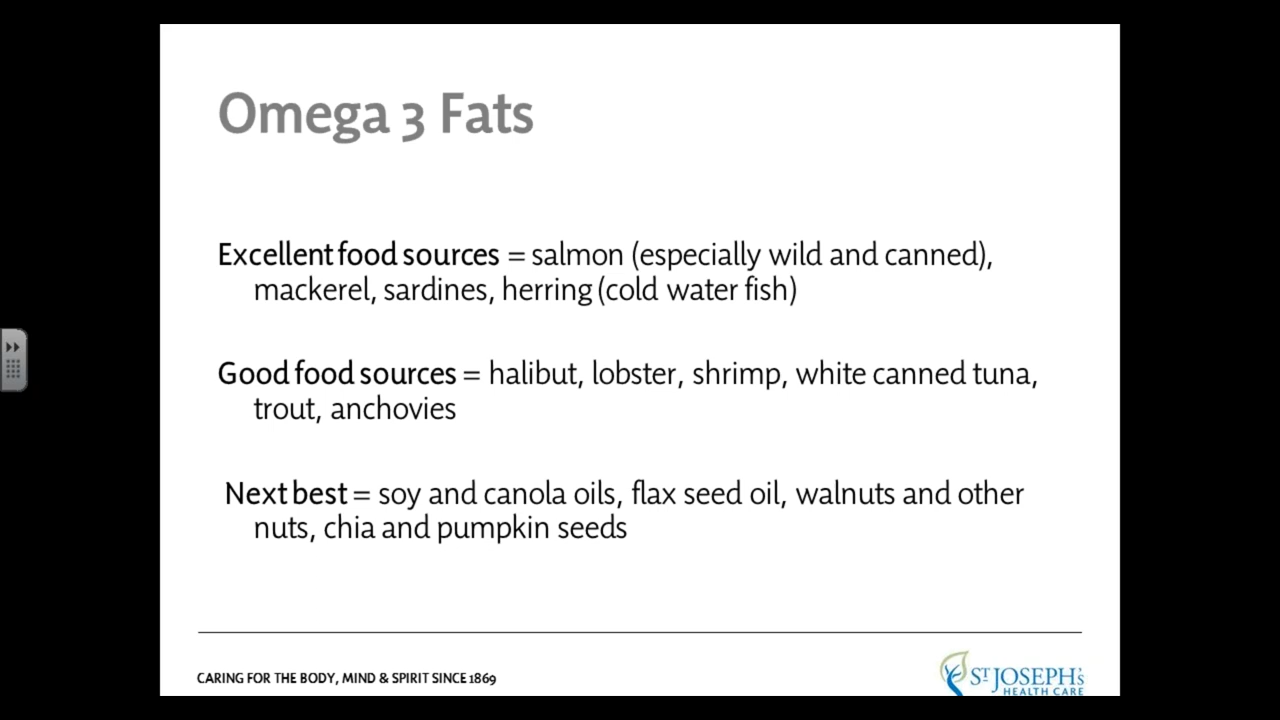 Omega 3 Fats
Excellent food sources = salmon (especially wild and canned),
mackerel, sardines, herring (cold water fish)
Good food sources = halibut, lobster, shrimp, white canned tuna,
trout, anchovies
Next best = soy and canola oils, flax seed oil, walnuts and other
nuts, chia and pumpkin seeds
CARING FOR THE BODY, MIND & SPIRIT SINCE 1869
ST JOSEPH'S
HEALTH CARE